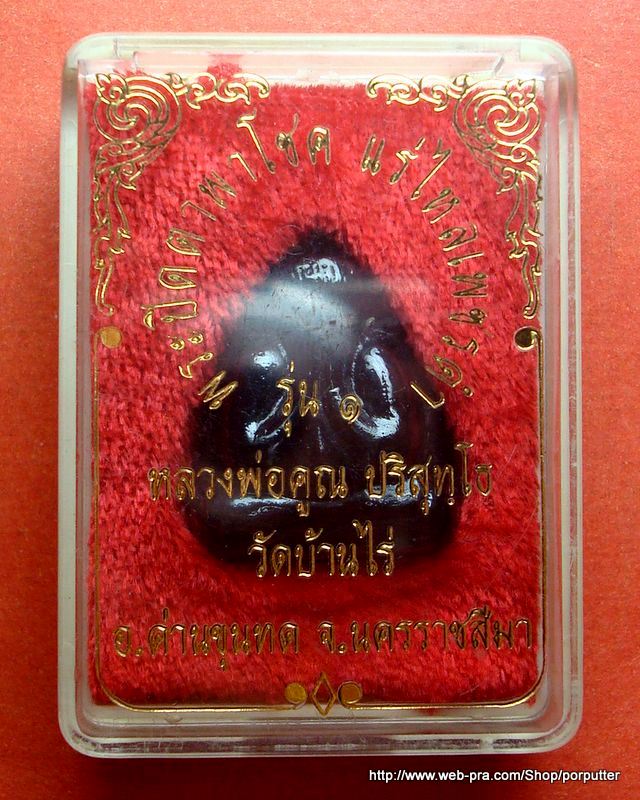 พระปิดตาพาโชค แร่ไหลเพชรดำ
รุ่น ๑
หลวงพ่อคูณ ปริสุทฺโธ
วัดบ้านไร่
อ.ด่านขุนทด จ.นครราชสีมา
http://www.web-pra.com/Shop/porputter